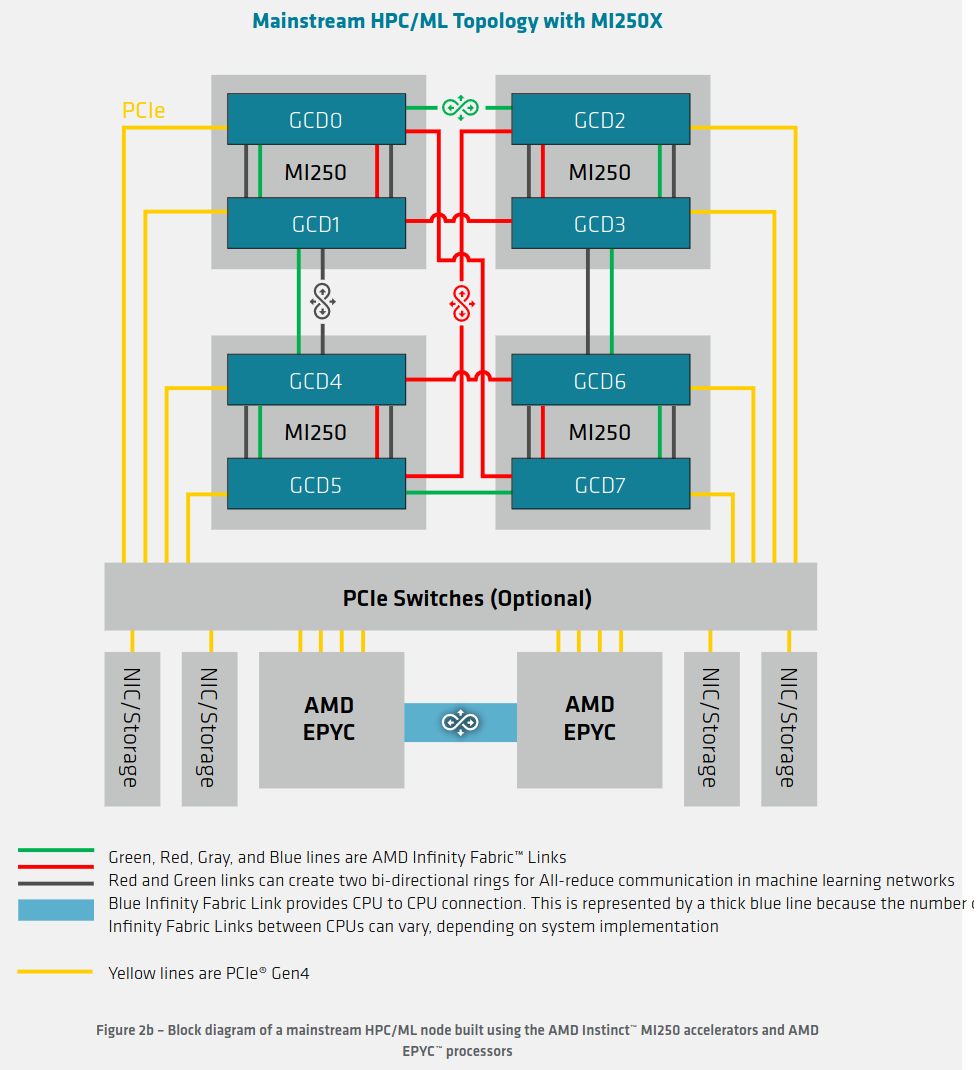 Mainstream HPC/ML Topology with MI250X
PCIe
GCD0
GCD2
MI250
MI250
GCD1
GCD3
GCD4
GCD6
MI250
MI250
GCD5
GCD7
PCIe Switches (Optional)
NIC/Storage
NIC/Storage
AMD
EPYC
AMD
EPYC
NIC/Storage
NIC/Storage
Green, Red, Gray, and Blue lines are AMD Infinity Fabric™ Links
Red and Green links can create two bi-directional rings for All-reduce communication in machine learning networks
Blue Infinity Fabric Link provides CPU to CPU connection. This is represented by a thick blue line because the number
Infinity Fabric Links between CPUs can vary, depending on system implementation
Yellow lines are PCIe® Gen4
Figure 2b – Block diagram of a mainstream HPC/ML node built using the AMD Instinct™ MI250 accelerators and AMD
EPYC™ processors